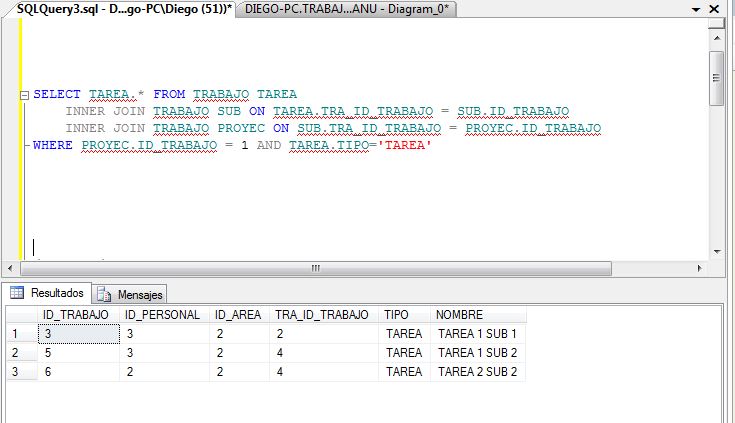 SQLQuery3.sql - D...go-PC\Diego (51))* DIEGO-PC.TRABAJ...ANU - Diagram_0*
SELECT TAREA.* FROM TRABAJO TAREA
INNER JOIN TRABAJO SUB ON TAREA.TRA_ID_TRABAJO = SUB.ID_TRABAJO
INNER JOIN TRABAJO PROYEC ON SUB.TRA_ID_TRABAJO = PROYEC.ID_TRABAJO
WHERE PROYEC.ID_TRABAJO = 1 AND TAREA.TIPO='TAREA'
Resultados Mensajes
ID_TRABAJO ID_PERSONAL ID_AREA TRA_ID_TRABAJO TIPO NOMBRE
1 3 3 2 2 TAREA TAREA 1 SUB 1
2 5 3 2 4 TAREA TAREA 1 SUB 2
3 6 2 2 4 TAREA TAREA 2 SUB 2